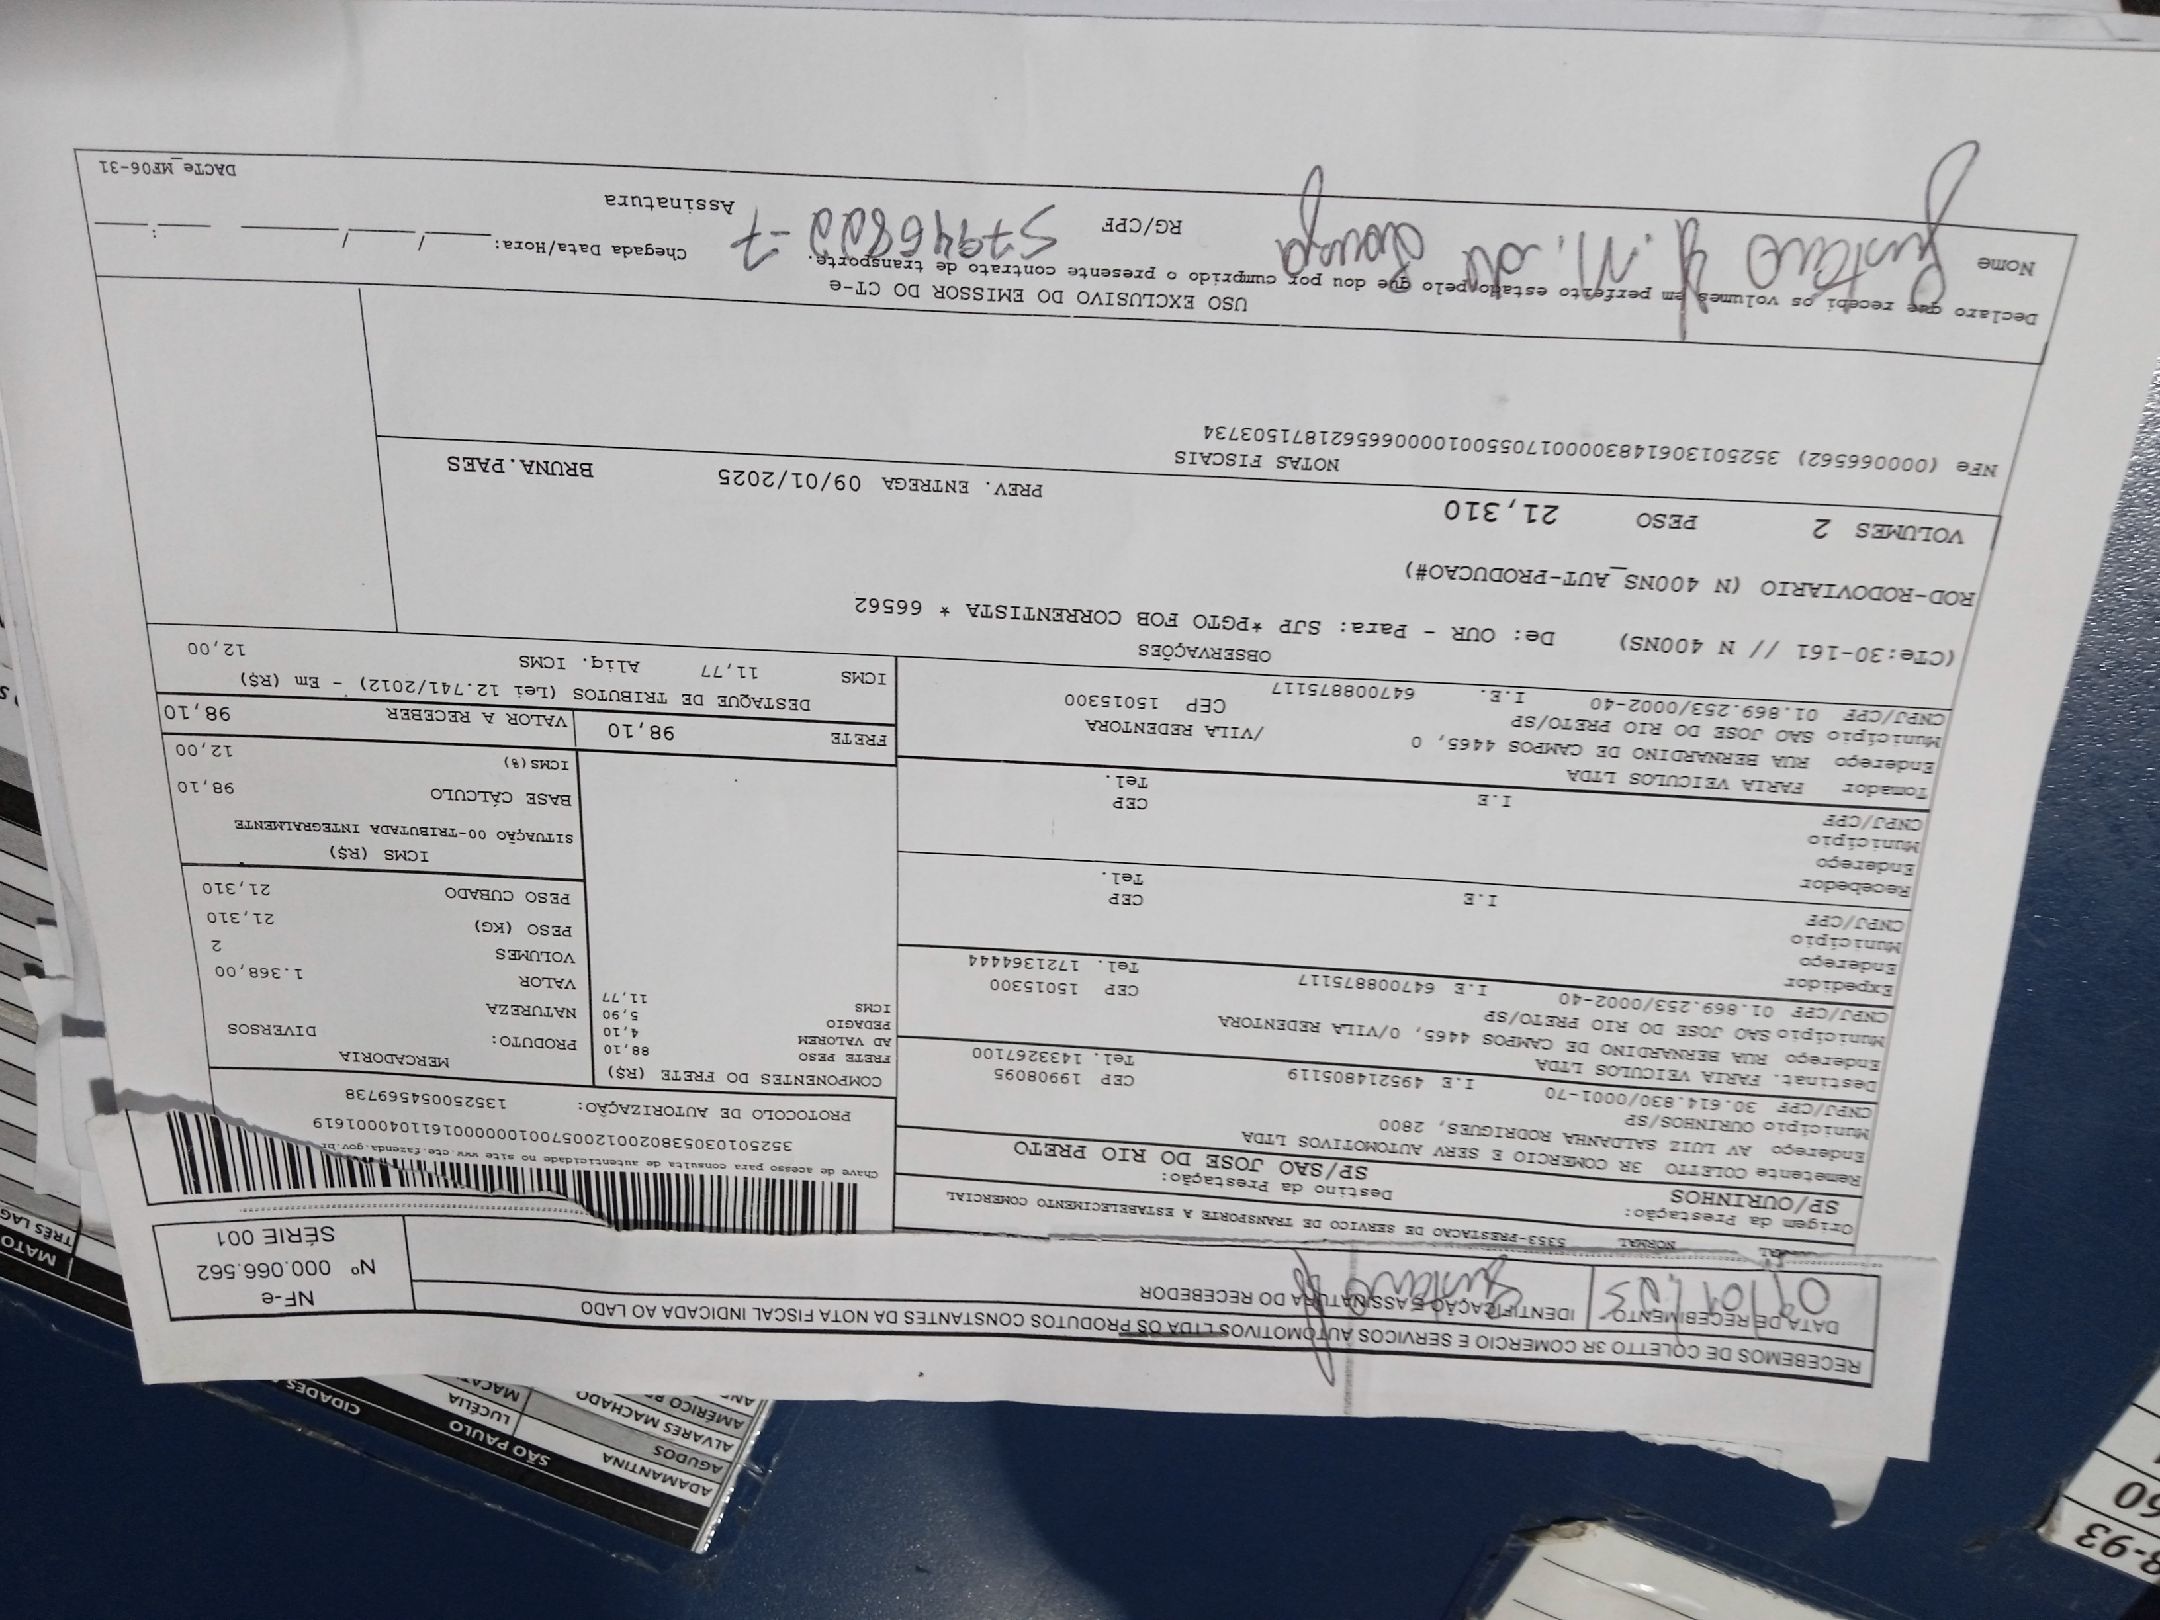 RECEBEMOS DE COLETTO 3R COMERCIO E SERVICOS AUTOMOTIVOS LTDA OS PRODUTOS CONSTANTES DA NOTA FISCAL INDICADA AO LADO
DATA DE RECEBIMENTO
IDENTIFICAÇÃO E ASSINATURA DO RECEBEDOR
NF-e
Nº 000.066.562
SÉRIE 001
NORMAL
5353-PRESTACAO DE SERVICO DE TRANSPORTE A ESTABELECIMENTO COMERCIAL
Origem da Prestação:
SP/OURINHOS
Destino da Prestação:
SP/SAO JOSE DO RIO PRETO
Remetente COLETTO 3R COMERCIO E SERV AUTOMOTIVOS LTDA
Endereço AV LUIZ SALDANHA RODRIGUES, 2800
Município OURINHOS/SP CEP 19908095
CNPJ/CPF 30.614.830/0001-70 I.E 495214805119 Tel. 1433267100
Destinat. FARIA VEICULOS LTDA
Endereço RUA BERNARDINO DE CAMPOS 4465, 0/VILA REDENTORA
Município SAO JOSE DO RIO PRETO/SP CEP 15015300
CNPJ/CPF 01.869.253/0002-40 I.E 647008875117 Tel. 1721364444
Expedidor
Endereço
Município CEP
CNPJ/CPF I.E Tel.
Recebedor
Endereço
Município CEP
CNPJ/CPF I.E Tel.
Tomador FARIA VEICULOS LTDA
Endereço RUA BERNARDINO DE CAMPOS 4465, 0 /VILA REDENTORA
Município SAO JOSE DO RIO PRETO/SP CEP 15015300
CNPJ/CPF 01.869.253/0002-40 I.E. 647008875117
Chave de acesso para consulta de autenticidade no site www.cte.fazenda.gov.br
35250103053802001200570010000001611040001619
PROTOCOLO DE AUTORIZAÇÃO: 135250054569738
COMPONENTES DO FRETE (R$)
FRETE PESO 88,10
AD VALOREM 4,10
PEDAGIO 5,90
ICMS 11,77
MERCADORIA
PRODUTO: DIVERSOS
NATUREZA
VALOR 1.368,00
VOLUMES 2
PESO (KG) 21,310
PESO CUBADO 21,310
ICMS (R$)
SITUAÇÃO 00-TRIBUTADA INTEGRALMENTE
BASE CÁLCULO 98,10
ICMS(%) 12,00
FRETE 98,10 VALOR A RECEBER 98,10
DESTAQUE DE TRIBUTOS (Lei 12.741/2012) - Em (R$)
ICMS 11,77 Aliq. ICMS 12,00
OBSERVAÇÕES
(CTe:30-161 // N 400NS) De: OUR - Para: SJP *PGTO FOB CORRENTISTA * 66562
ROD-RODOVIARIO (N 400NS_AUT-PRODUCAO#)
VOLUMES 2 PESO 21,310 PREV. ENTREGA 09/01/2025 BRUNA.PAES
NOTAS FISCAIS
NFe (000066562) 35250130614830000170550010000665621871503734
USO EXCLUSIVO DO EMISSOR DO CT-e
Declaro que recebi os volumes em perfeito estado pelo que dou por cumprido o presente contrato de transporte.
Nome RG/CPF Assinatura
Chegada Data/Hora: ___/___/___ ___:___
DACTe_MF06-31
SÃO PAULO
CIDADES
ADAMANTINA
LUCÉLIA
AGUDOS
ALVARES MACHADO